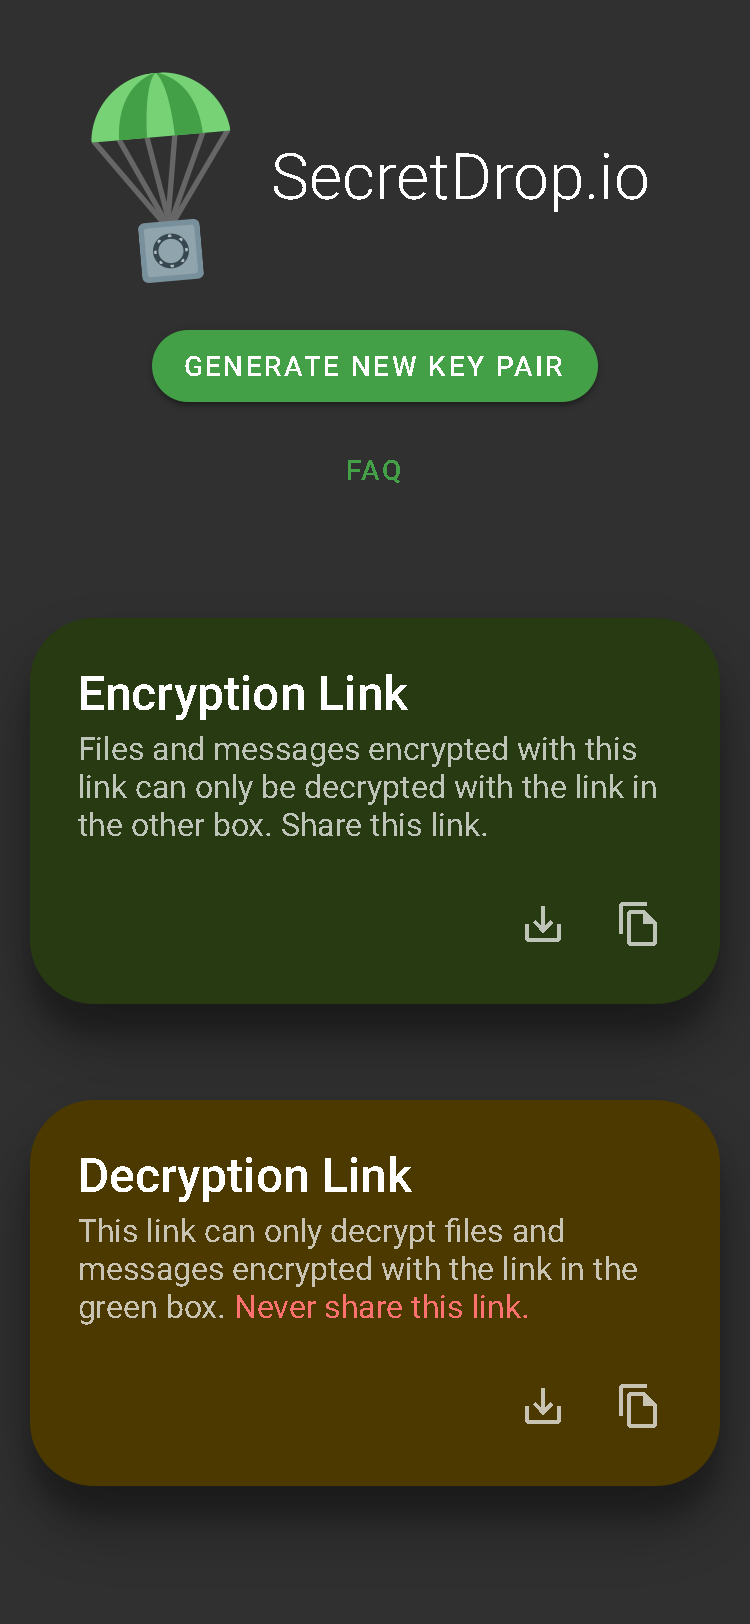 SecretDrop.io
GENERATE NEW KEY PAIR
FAQ
Encryption Link
Files and messages encrypted with this
link can only be decrypted with the link in
the other box. Share this link.
Decryption Link
This link can only decrypt files and
messages encrypted with the link in the
green box. Never share this link.